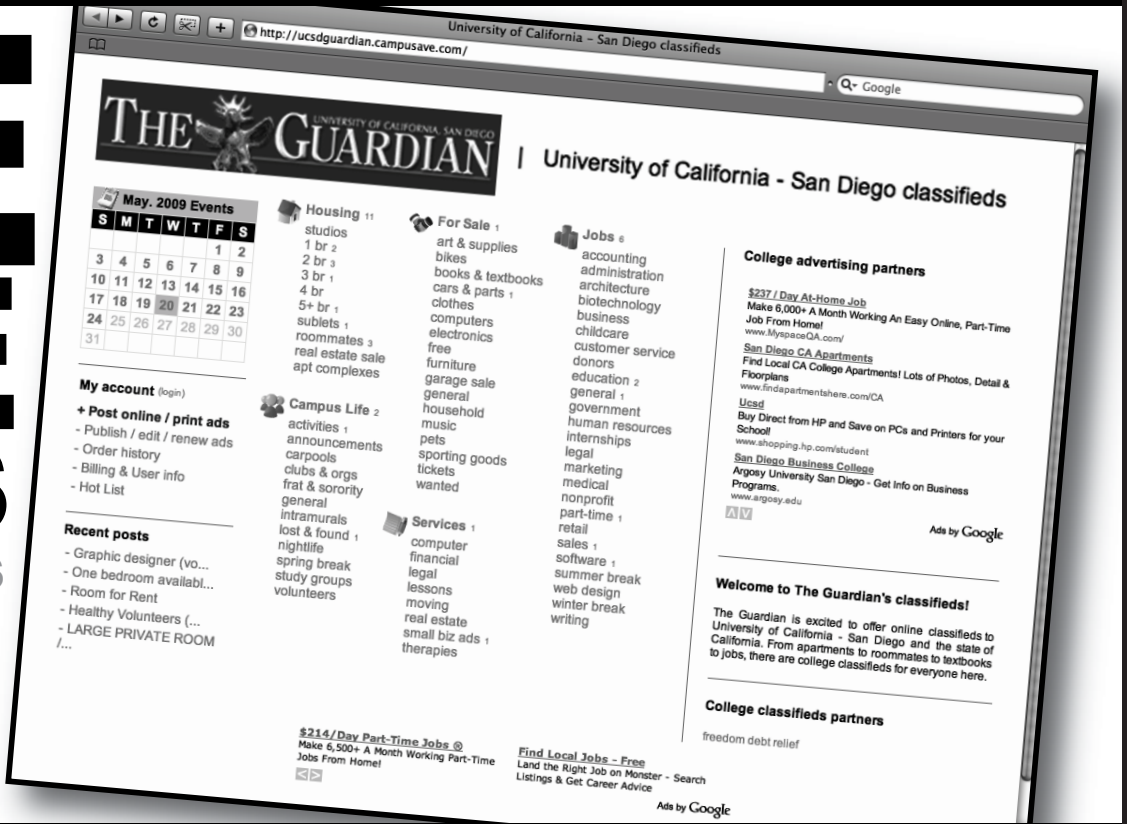 University of California – San Diego classifieds
http://ucsdguardian.campusave.com/
Google
THE GUARDIAN
UNIVERSITY OF CALIFORNIA, SAN DIEGO
| University of California - San Diego classifieds
May. 2009 Events
S M T W T F S
1 2
3 4 5 6 7 8 9
10 11 12 13 14 15 16
17 18 19 20 21 22 23
24 25 26 27 28 29 30
31
My account (login)
+ Post online / print ads
- Publish / edit / renew ads
- Order history
- Billing & User info
- Hot List
Recent posts
- Graphic designer (vo...
- One bedroom availabl...
- Room for Rent
- Healthy Volunteers (...
- LARGE PRIVATE ROOM
/...
Housing 11
studios
1 br 2
2 br 3
3 br 1
4 br
5+ br 1
sublets 1
roommates 3
real estate sale
apt complexes
Campus Life 2
activities 1
announcements
carpools
clubs & orgs
frat & sorority
general
intramurals
lost & found 1
nightlife
spring break
study groups
volunteers
For Sale 1
art & supplies
bikes
books & textbooks
cars & parts 1
clothes
computers
electronics
free
furniture
garage sale
general
household
music
pets
sporting goods
tickets
wanted
Services 1
computer
financial
legal
lessons
moving
real estate
small biz ads 1
therapies
Jobs 6
accounting
administration
architecture
biotechnology
business
childcare
customer service
donors
education 2
general 1
government
human resources
internships
legal
marketing
medical
nonprofit
part-time 1
retail
sales 1
software 1
summer break
web design
winter break
writing
College advertising partners
$237 / Day At-Home Job
Make 6,000+ A Month Working An Easy Online, Part-Time
Job From Home!
www.MyspaceQA.com/
San Diego CA Apartments
Find Local CA College Apartments! Lots of Photos, Detail &
Floorplans
www.findapartmentshere.com/CA
Ucsd
Buy Direct from HP and Save on PCs and Printers for your
School!
www.shopping.hp.com/student
San Diego Business College
Argosy University San Diego - Get Info on Business
Programs.
www.argosy.edu
Ads by Google
Welcome to The Guardian's classifieds!
The Guardian is excited to offer online classifieds to
University of California - San Diego and the state of
California. From apartments to roommates to textbooks
to jobs, there are college classifieds for everyone here.
College classifieds partners
freedom debt relief
$214/Day Part-Time Jobs ®
Make 6,500+ A Month Working Part-Time
Jobs From Home!
Find Local Jobs - Free
Land the Right Job on Monster - Search
Listings & Get Career Advice
Ads by Google